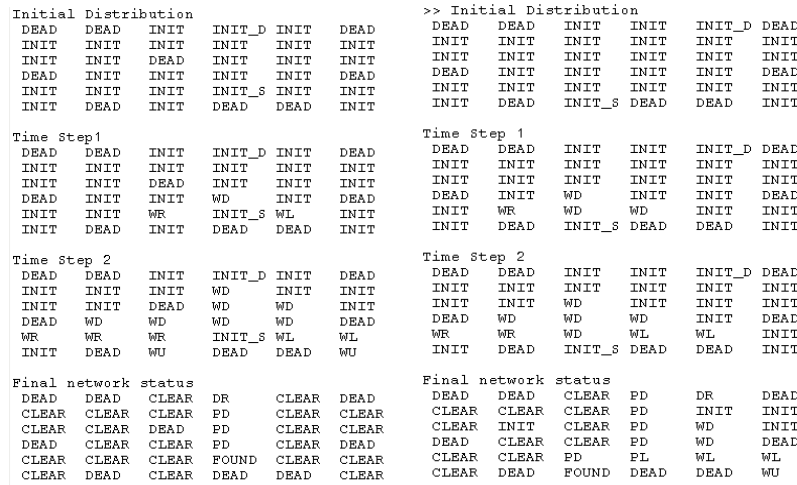 Initial Distribution
DEAD DEAD INIT INIT_D INIT DEAD
INIT INIT INIT INIT INIT INIT
INIT INIT DEAD INIT INIT INIT
DEAD INIT INIT INIT INIT DEAD
INIT INIT INIT INIT_S INIT INIT
INIT DEAD INIT DEAD DEAD INIT
Time Step1
DEAD DEAD INIT INIT_D INIT DEAD
INIT INIT INIT INIT INIT INIT
INIT INIT DEAD INIT INIT INIT
DEAD INIT INIT WD INIT DEAD
INIT INIT WR INIT_S WL INIT
INIT DEAD INIT DEAD DEAD INIT
Time Step 2
DEAD DEAD INIT INIT_D INIT DEAD
INIT INIT INIT WD INIT INIT
INIT INIT DEAD WD WD INIT
DEAD WD WD WD WD DEAD
WR WR WR INIT_S WL WL
INIT DEAD WU DEAD DEAD WU
Final network status
DEAD DEAD CLEAR DR CLEAR DEAD
CLEAR CLEAR CLEAR PD CLEAR CLEAR
CLEAR CLEAR DEAD PD CLEAR CLEAR
DEAD CLEAR CLEAR PD CLEAR DEAD
CLEAR CLEAR CLEAR FOUND CLEAR CLEAR
CLEAR DEAD CLEAR DEAD DEAD CLEAR
>> Initial Distribution
DEAD DEAD INIT INIT INIT_D DEAD
INIT INIT INIT INIT INIT INIT
INIT INIT INIT INIT INIT INIT
DEAD INIT INIT INIT INIT DEAD
INIT INIT INIT INIT INIT INIT
INIT DEAD INIT_S DEAD DEAD INIT
Time Step 1
DEAD DEAD INIT INIT INIT_D DEAD
INIT INIT INIT INIT INIT INIT
INIT INIT INIT INIT INIT INIT
DEAD INIT WD INIT INIT DEAD
INIT WR WD WD INIT INIT
INIT DEAD INIT_S DEAD DEAD INIT
Time Step 2
DEAD DEAD INIT INIT INIT_D DEAD
INIT INIT INIT INIT INIT INIT
INIT INIT WD INIT INIT INIT
DEAD WD WD WD INIT DEAD
WR WR WD WL WL INIT
INIT DEAD INIT_S DEAD DEAD INIT
Final network status
DEAD DEAD CLEAR PD DR DEAD
CLEAR CLEAR CLEAR PD INIT INIT
CLEAR INIT CLEAR PD WD INIT
DEAD CLEAR CLEAR PD WD DEAD
CLEAR CLEAR PD PL WL WL
CLEAR DEAD FOUND DEAD DEAD WU